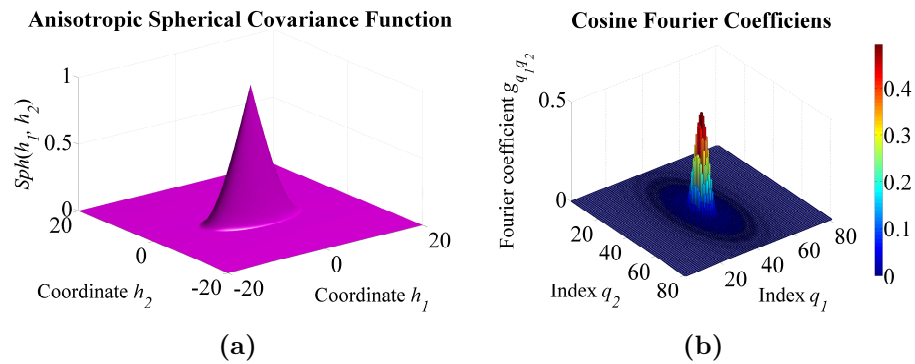 Anisotropic Spherical Covariance Function
1
0.5
0
Sph(h1, h2)
20
0
-20
-20
0
20
Coordinate h2
Coordinate h1
(a)
Cosine Fourier Coefficiens
0.5
0
Fourier coefficient gq1q2
20
40
60
80
20
40
60
80
Index q2
Index q1
0.4
0.3
0.2
0.1
0
(b)